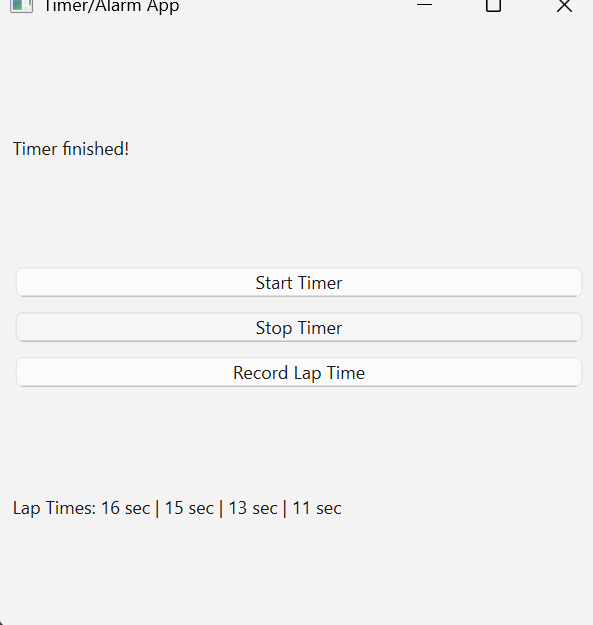 Timer/Alarm App
Timer finished!
Start Timer
Stop Timer
Record Lap Time
Lap Times: 16 sec | 15 sec | 13 sec | 11 sec